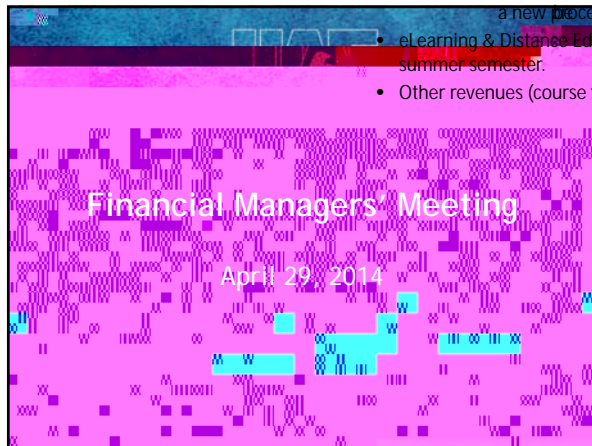 a new
• eLearning & Distance Ed
summer semester.
• Other revenues (course
Financial Managers' Meeting
April 29, 2014